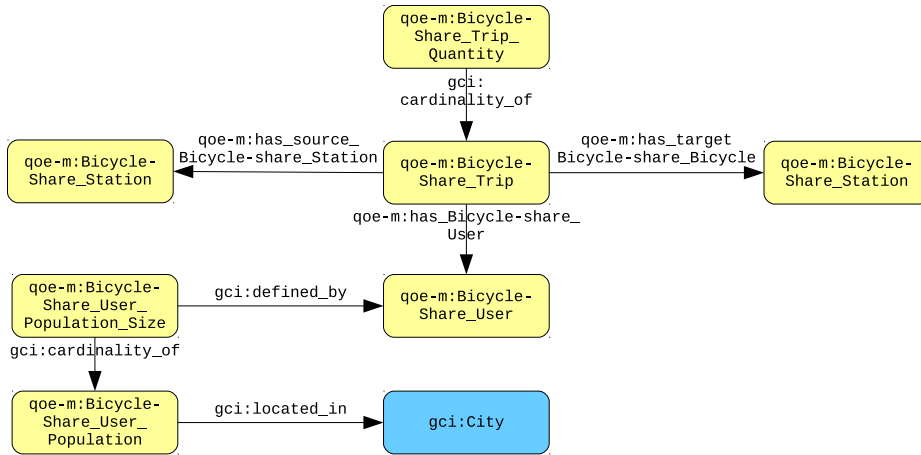 qoe-m:Bicycle-
Share_Trip_
Quantity
gci:
cardinality_of
qoe-m:has_source_
Bicycle-share_Station
qoe-m:has_target
Bicycle-share_Bicycle
qoe-m:Bicycle-
Share_Station
qoe-m:Bicycle-
Share_Trip
qoe-m:Bicycle-
Share_Station
qoe-m:has_Bicycle-share_
User
qoe-m:Bicycle-
Share_User_
Population_Size
gci:defined_by
qoe-m:Bicycle-
Share_User
gci:cardinality_of
qoe-m:Bicycle-
Share_User_
Population
gci:located_in
gci:City